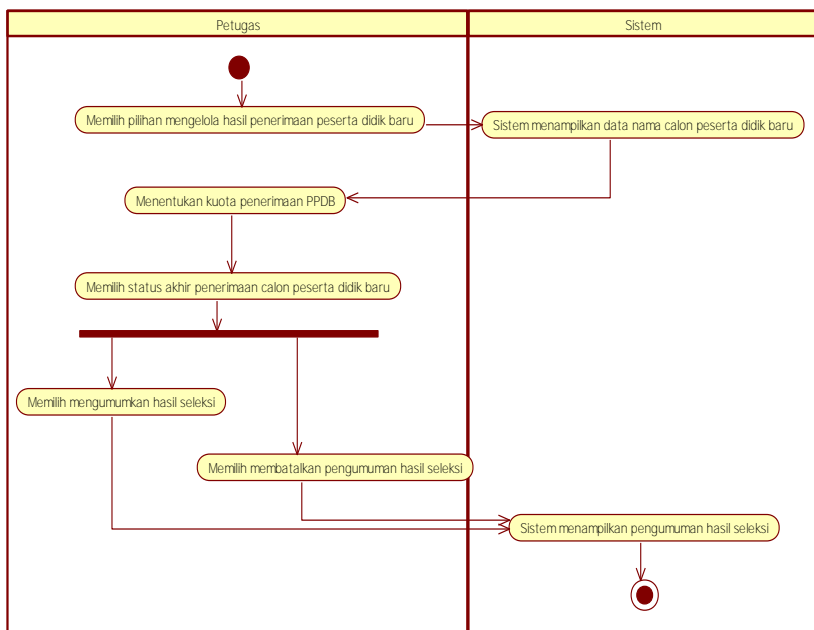 Petugas
Sistem
Memilih pilihan mengelola hasil penerimaan peserta didik baru
Sistem menampilkan data nama calon peserta didik baru
Menentukan kuota penerimaan PPDB
Memilih status akhir penerimaan calon peserta didik baru
Memilih mengumumkan hasil seleksi
Memilih membatalkan pengumuman hasil seleksi
Sistem menampilkan pengumuman hasil seleksi